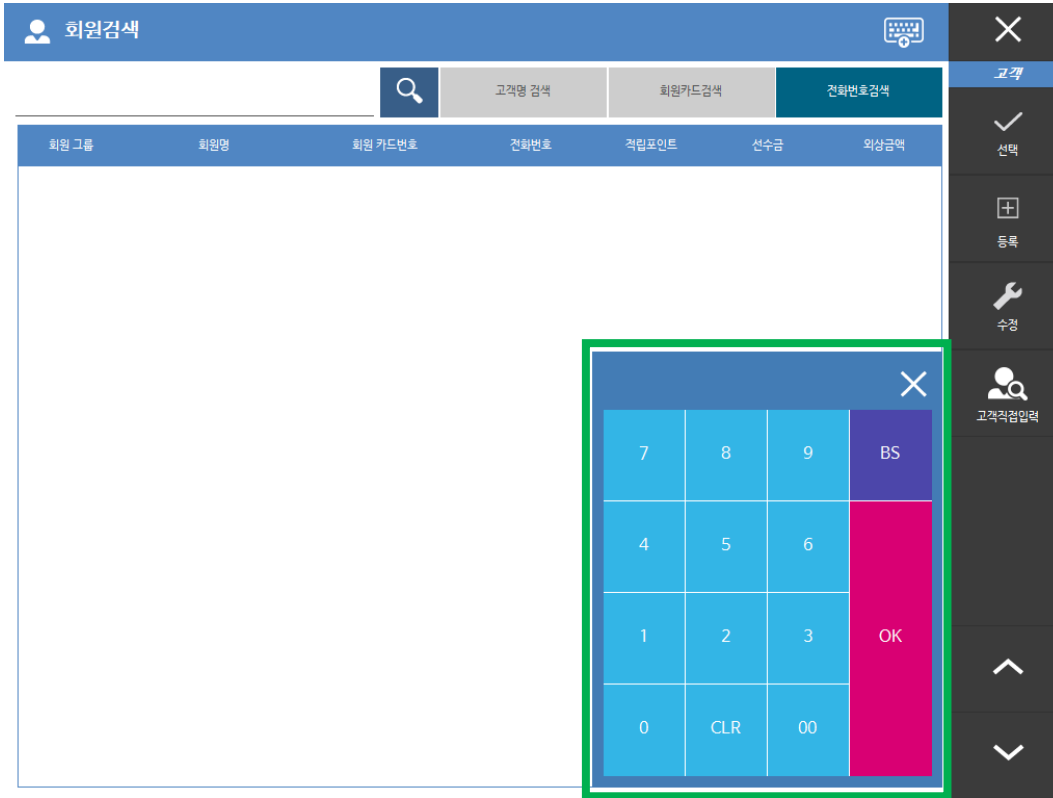 회원검색
고객
고객명 검색 회원카드검색 전화번호검색
회원 그룹 회원명 회원 카드번호 전화번호 적립포인트 선수금 외상금액
선택
등록
수정
고객직접입력
7 8 9 BS
4 5 6
1 2 3 OK
0 CLR 00